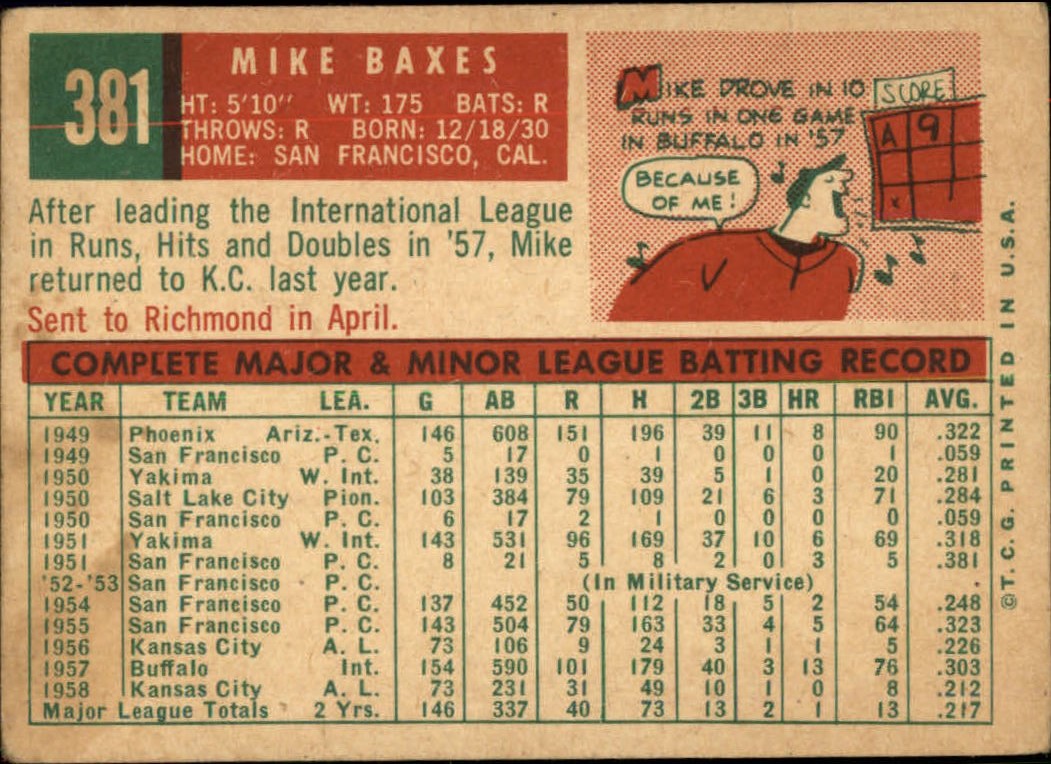 381
MIKE BAXES
HT: 5'10" WT: 175 BATS: R
THROWS: R BORN: 12/18/30
HOME: SAN FRANCISCO, CAL.
After leading the International League
in Runs, Hits and Doubles in '57, Mike
returned to K.C. last year.
Sent to Richmond in April.
MIKE DROVE IN 10
RUNS IN ONE GAME
IN BUFFALO IN '57
BECAUSE
OF ME!
SCORE
A 9
COMPLETE MAJOR & MINOR LEAGUE BATTING RECORD
YEAR TEAM LEA. G AB R H 2B 3B HR RBI AVG.
1949 Phoenix Ariz.-Tex. 146 608 151 196 39 11 8 90 .322
1949 San Francisco P. C. 5 17 0 1 0 0 0 1 .059
1950 Yakima W. Int. 38 139 35 39 5 1 0 20 .281
1950 Salt Lake City Pion. 103 384 79 109 21 6 3 71 .284
1950 San Francisco P. C. 6 17 2 1 0 0 0 0 .059
1951 Yakima W. Int. 143 531 96 169 37 10 6 69 .318
1951 San Francisco P. C. 8 21 5 8 2 0 3 5 .381
'52-'53 San Francisco P. C. (In Military Service)
1954 San Francisco P. C. 137 452 50 112 18 5 2 54 .248
1955 San Francisco P. C. 143 504 79 163 33 4 5 64 .323
1956 Kansas City A. L. 73 106 9 24 3 1 1 5 .226
1957 Buffalo Int. 154 590 101 179 40 3 13 76 .303
1958 Kansas City A. L. 73 231 31 49 10 1 0 8 .212
Major League Totals 2 Yrs. 146 337 40 73 13 2 1 13 .217
©T. C. G. PRINTED IN U.S.A.